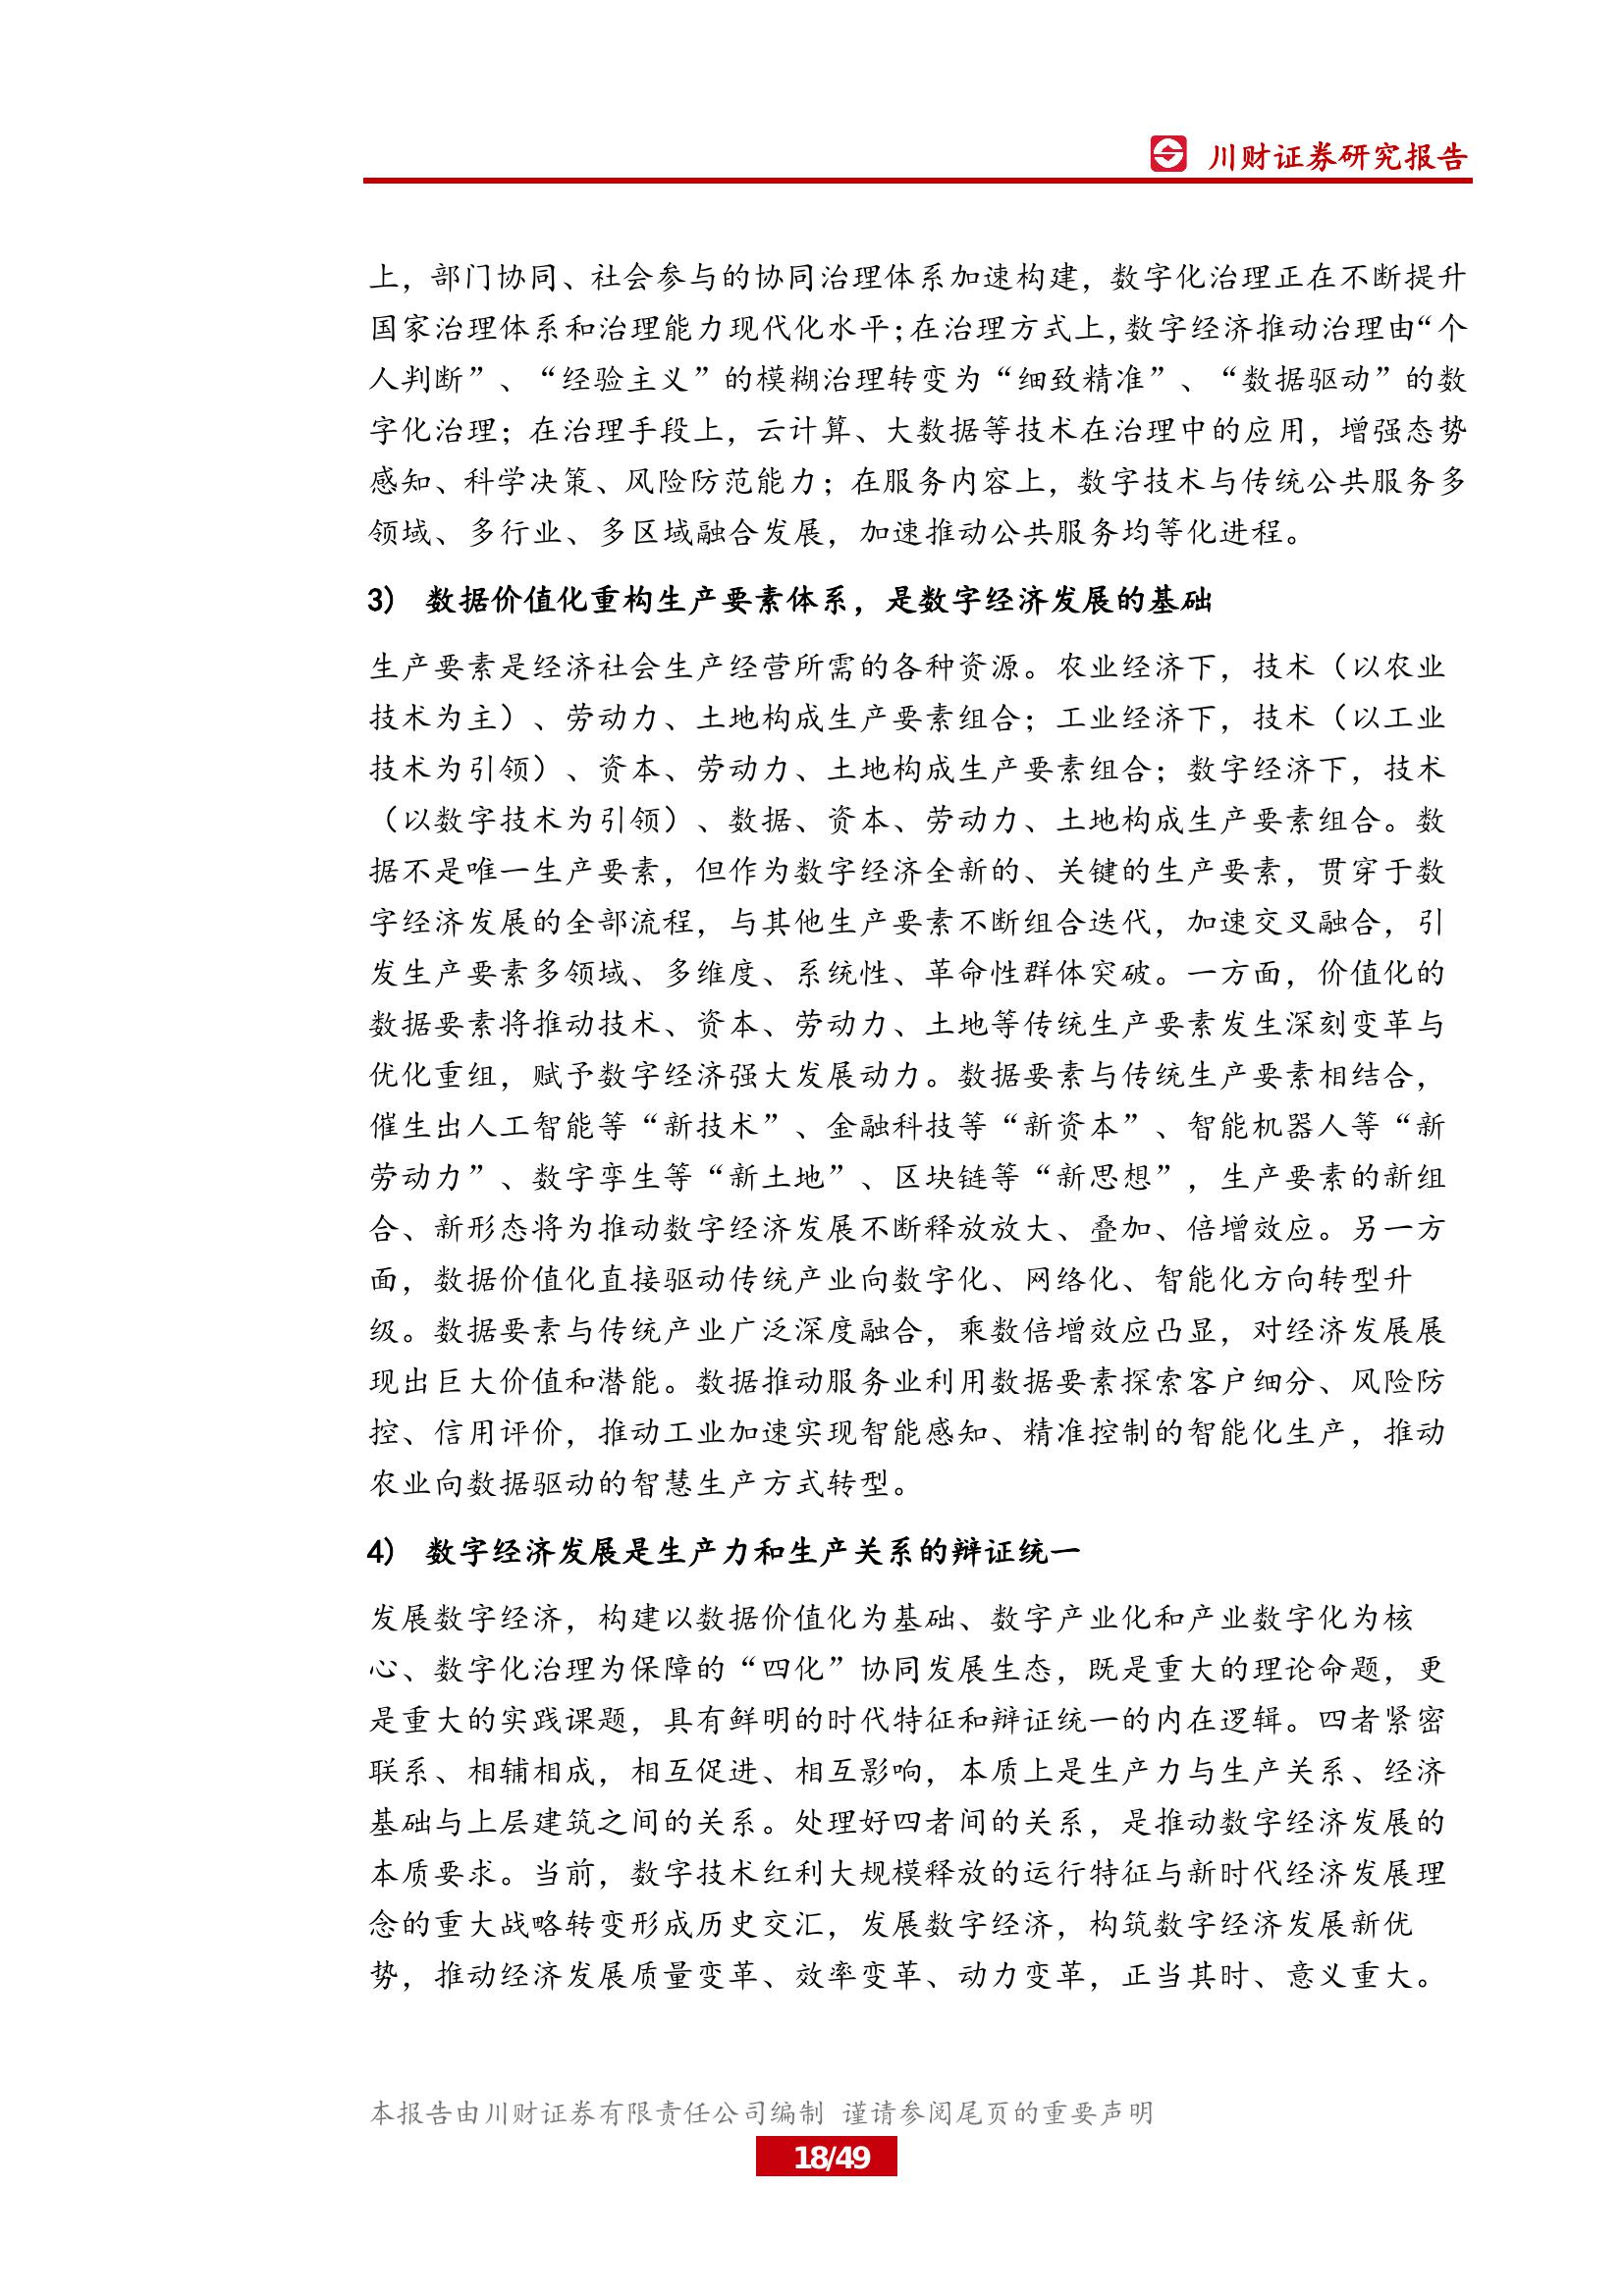 川财证券研究报告
上，部门协同、社会参与的协同治理体系加速构建，数字化治理正在不断提升
国家治理体系和治理能力现代化水平；在治理方式上，数字经济推动治理由“个
人判断”、“经验主义”的模糊治理转变为“细致精准”、“数据驱动”的数
字化治理；在治理手段上，云计算、大数据等技术在治理中的应用，增强态势
感知、科学决策、风险防范能力；在服务内容上，数字技术与传统公共服务多
领域、多行业、多区域融合发展，加速推动公共服务均等化进程。
3） 数据价值化重构生产要素体系，是数字经济发展的基础
生产要素是经济社会生产经营所需的各种资源。农业经济下，技术（以农业
技术为主）、劳动力、土地构成生产要素组合；工业经济下，技术（以工业
技术为引领）、资本、劳动力、土地构成生产要素组合；数字经济下，技术
（以数字技术为引领）、数据、资本、劳动力、土地构成生产要素组合。数
据不是唯一生产要素，但作为数字经济全新的、关键的生产要素，贯穿于数
字经济发展的全部流程，与其他生产要素不断组合迭代，加速交叉融合，引
发生产要素多领域、多维度、系统性、革命性群体突破。一方面，价值化的
数据要素将推动技术、资本、劳动力、土地等传统生产要素发生深刻变革与
优化重组，赋予数字经济强大发展动力。数据要素与传统生产要素相结合，
催生出人工智能等“新技术”、金融科技等“新资本”、智能机器人等“新
劳动力”、数字孪生等“新土地”、区块链等“新思想”，生产要素的新组
合、新形态将为推动数字经济发展不断释放放大、叠加、倍增效应。另一方
面，数据价值化直接驱动传统产业向数字化、网络化、智能化方向转型升
级。数据要素与传统产业广泛深度融合，乘数倍增效应凸显，对经济发展展
现出巨大价值和潜能。数据推动服务业利用数据要素探索客户细分、风险防
控、信用评价，推动工业加速实现智能感知、精准控制的智能化生产，推动
农业向数据驱动的智慧生产方式转型。
4） 数字经济发展是生产力和生产关系的辩证统一
发展数字经济，构建以数据价值化为基础、数字产业化和产业数字化为核
心、数字化治理为保障的“四化”协同发展生态，既是重大的理论命题，更
是重大的实践课题，具有鲜明的时代特征和辩证统一的内在逻辑。四者紧密
联系、相辅相成，相互促进、相互影响，本质上是生产力与生产关系、经济
基础与上层建筑之间的关系。处理好四者间的关系，是推动数字经济发展的
本质要求。当前，数字技术红利大规模释放的运行特征与新时代经济发展理
念的重大战略转变形成历史交汇，发展数字经济，构筑数字经济发展新优
势，推动经济发展质量变革、效率变革、动力变革，正当其时、意义重大。
本报告由川财证券有限责任公司编制 谨请参阅尾页的重要声明
18/49